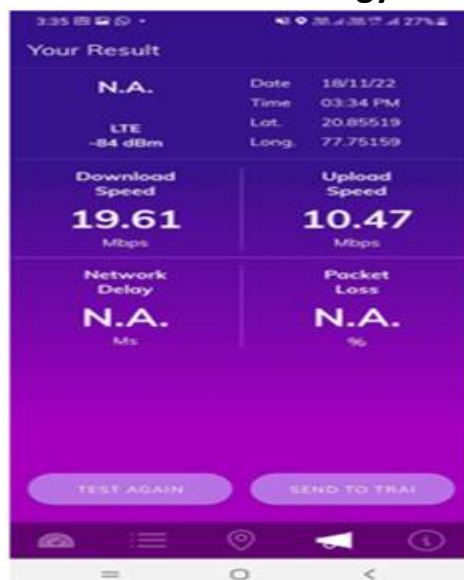 3:35
27%
Your Result
N.A.
LTE
-84 dBm
Date 18/11/22
Time 03:34 PM
Lat. 20.85519
Long. 77.75159
Download Speed
19.61
Mbps
Upload Speed
10.47
Mbps
Network Delay
N.A.
Ms
Packet Loss
N.A.
%
TEST AGAIN
SEND TO TRAI